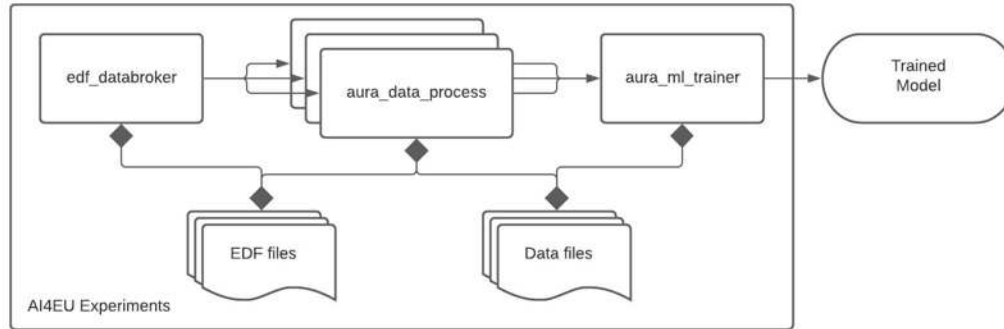 edf_databroker
aura_data_process
aura_ml_trainer
Trained
Model
EDF files
Data files
AI4EU Experiments